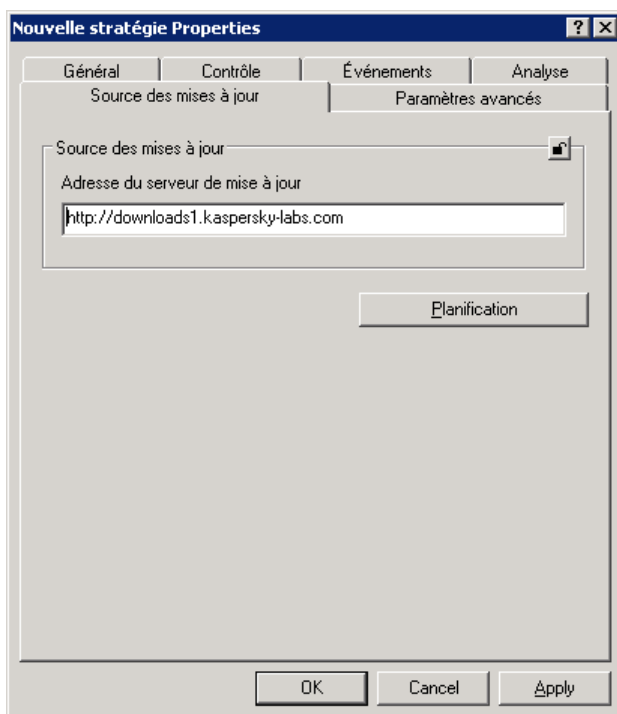 Nouvelle stratégie Properties
Général Contrôle Événements Analyse
Source des mises à jour Paramètres avancés
Source des mises à jour
Adresse du serveur de mise à jour
http://downloads1.kaspersky-labs.com
Planification
OK Cancel Apply